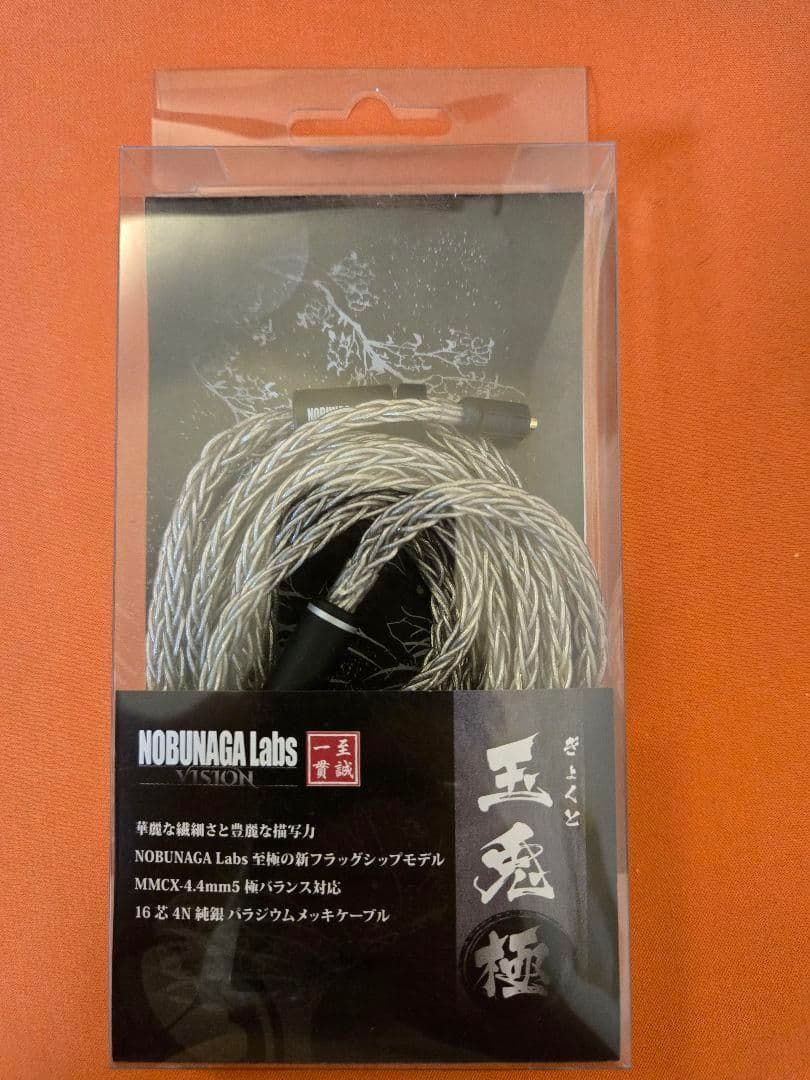 NOBUNAGA
NOBUNAGA Labs
VISION
至誠一貫
ぎょくと
玉兎
極
華麗な繊細さと豊麗な描写力
NOBUNAGA Labs 至極の新フラッグシップモデル
MMCX-4.4mm5 極バランス対応
16 芯 4N 純銀 パラジウムメッキケーブル